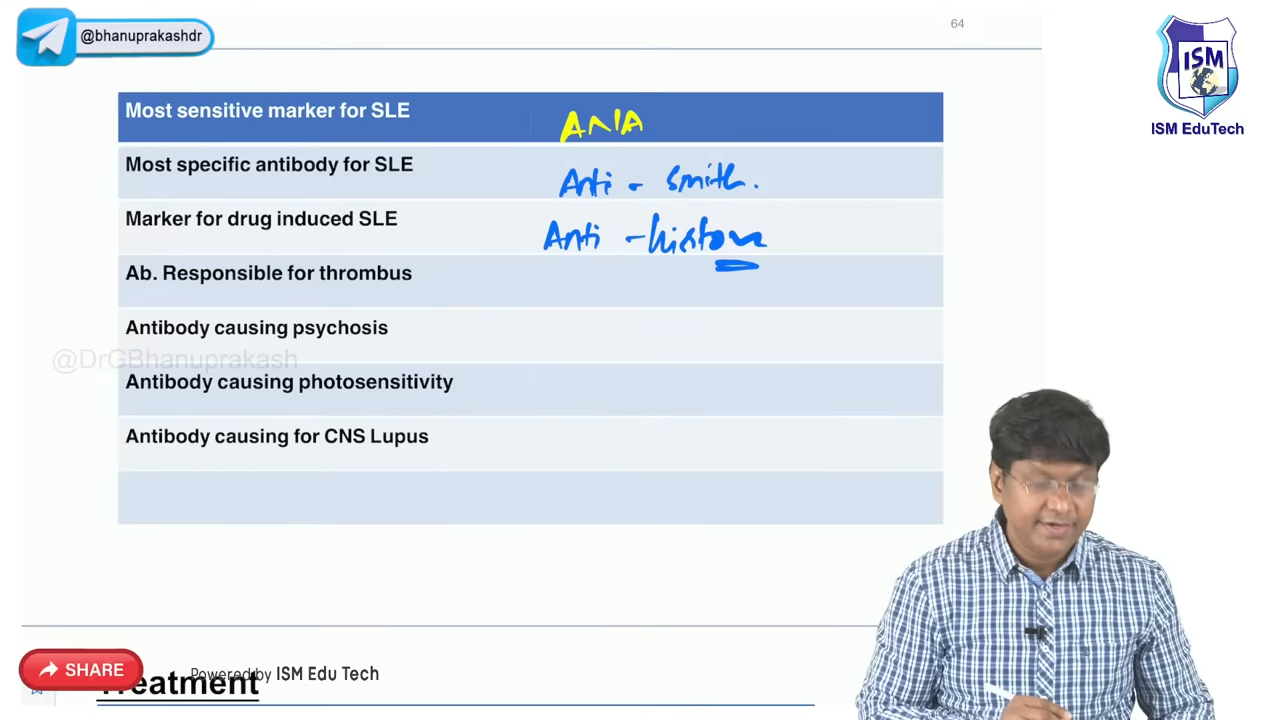 @bhanuprakashdr
64
ISM
ISM EduTech
Most sensitive marker for SLE ANA
Most specific antibody for SLE Anti - Smith.
Marker for drug induced SLE Anti - histone
Ab. Responsible for thrombus
Antibody causing psychosis
@DrGBhanuprakash
Antibody causing photosensitivity
Antibody causing for CNS Lupus
SHARE
Powered by ISM Edu Tech
Treatment